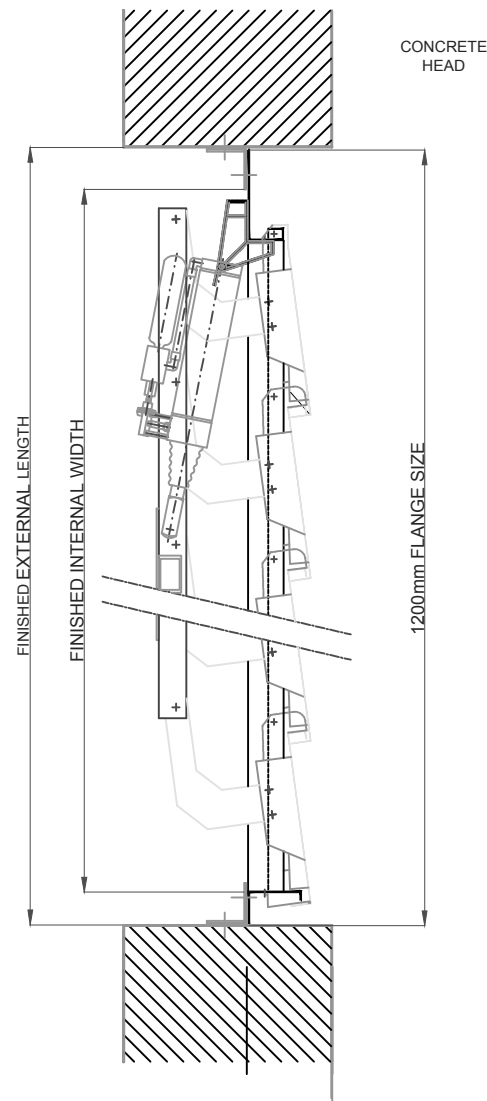 CONCRETE
HEAD
FINISHED EXTERNAL LENGTH
FINISHED INTERNAL WIDTH
1200mm FLANGE SIZE